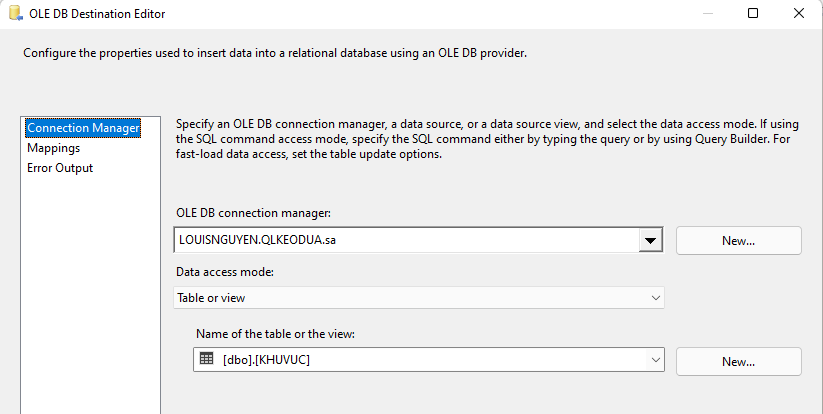 OLE DB Destination Editor
Configure the properties used to insert data into a relational database using an OLE DB provider.
Connection Manager
Mappings
Error Output
Specify an OLE DB connection manager, a data source, or a data source view, and select the data access mode. If using
the SQL command access mode, specify the SQL command either by typing the query or by using Query Builder. For
fast-load data access, set the table update options.
OLE DB connection manager:
LOUISNGUYEN.QLKEODUA.sa
New...
Data access mode:
Table or view
Name of the table or the view:
[dbo].[KHUVUC]
New...